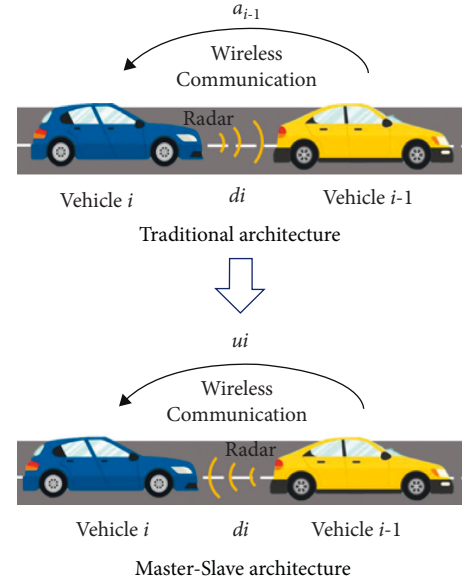 a i-1
Wireless
Communication
Radar
Vehicle i
di
Vehicle i-1
Traditional architecture
ui
Wireless
Communication
Radar
Vehicle i
di
Vehicle i-1
Master-Slave architecture